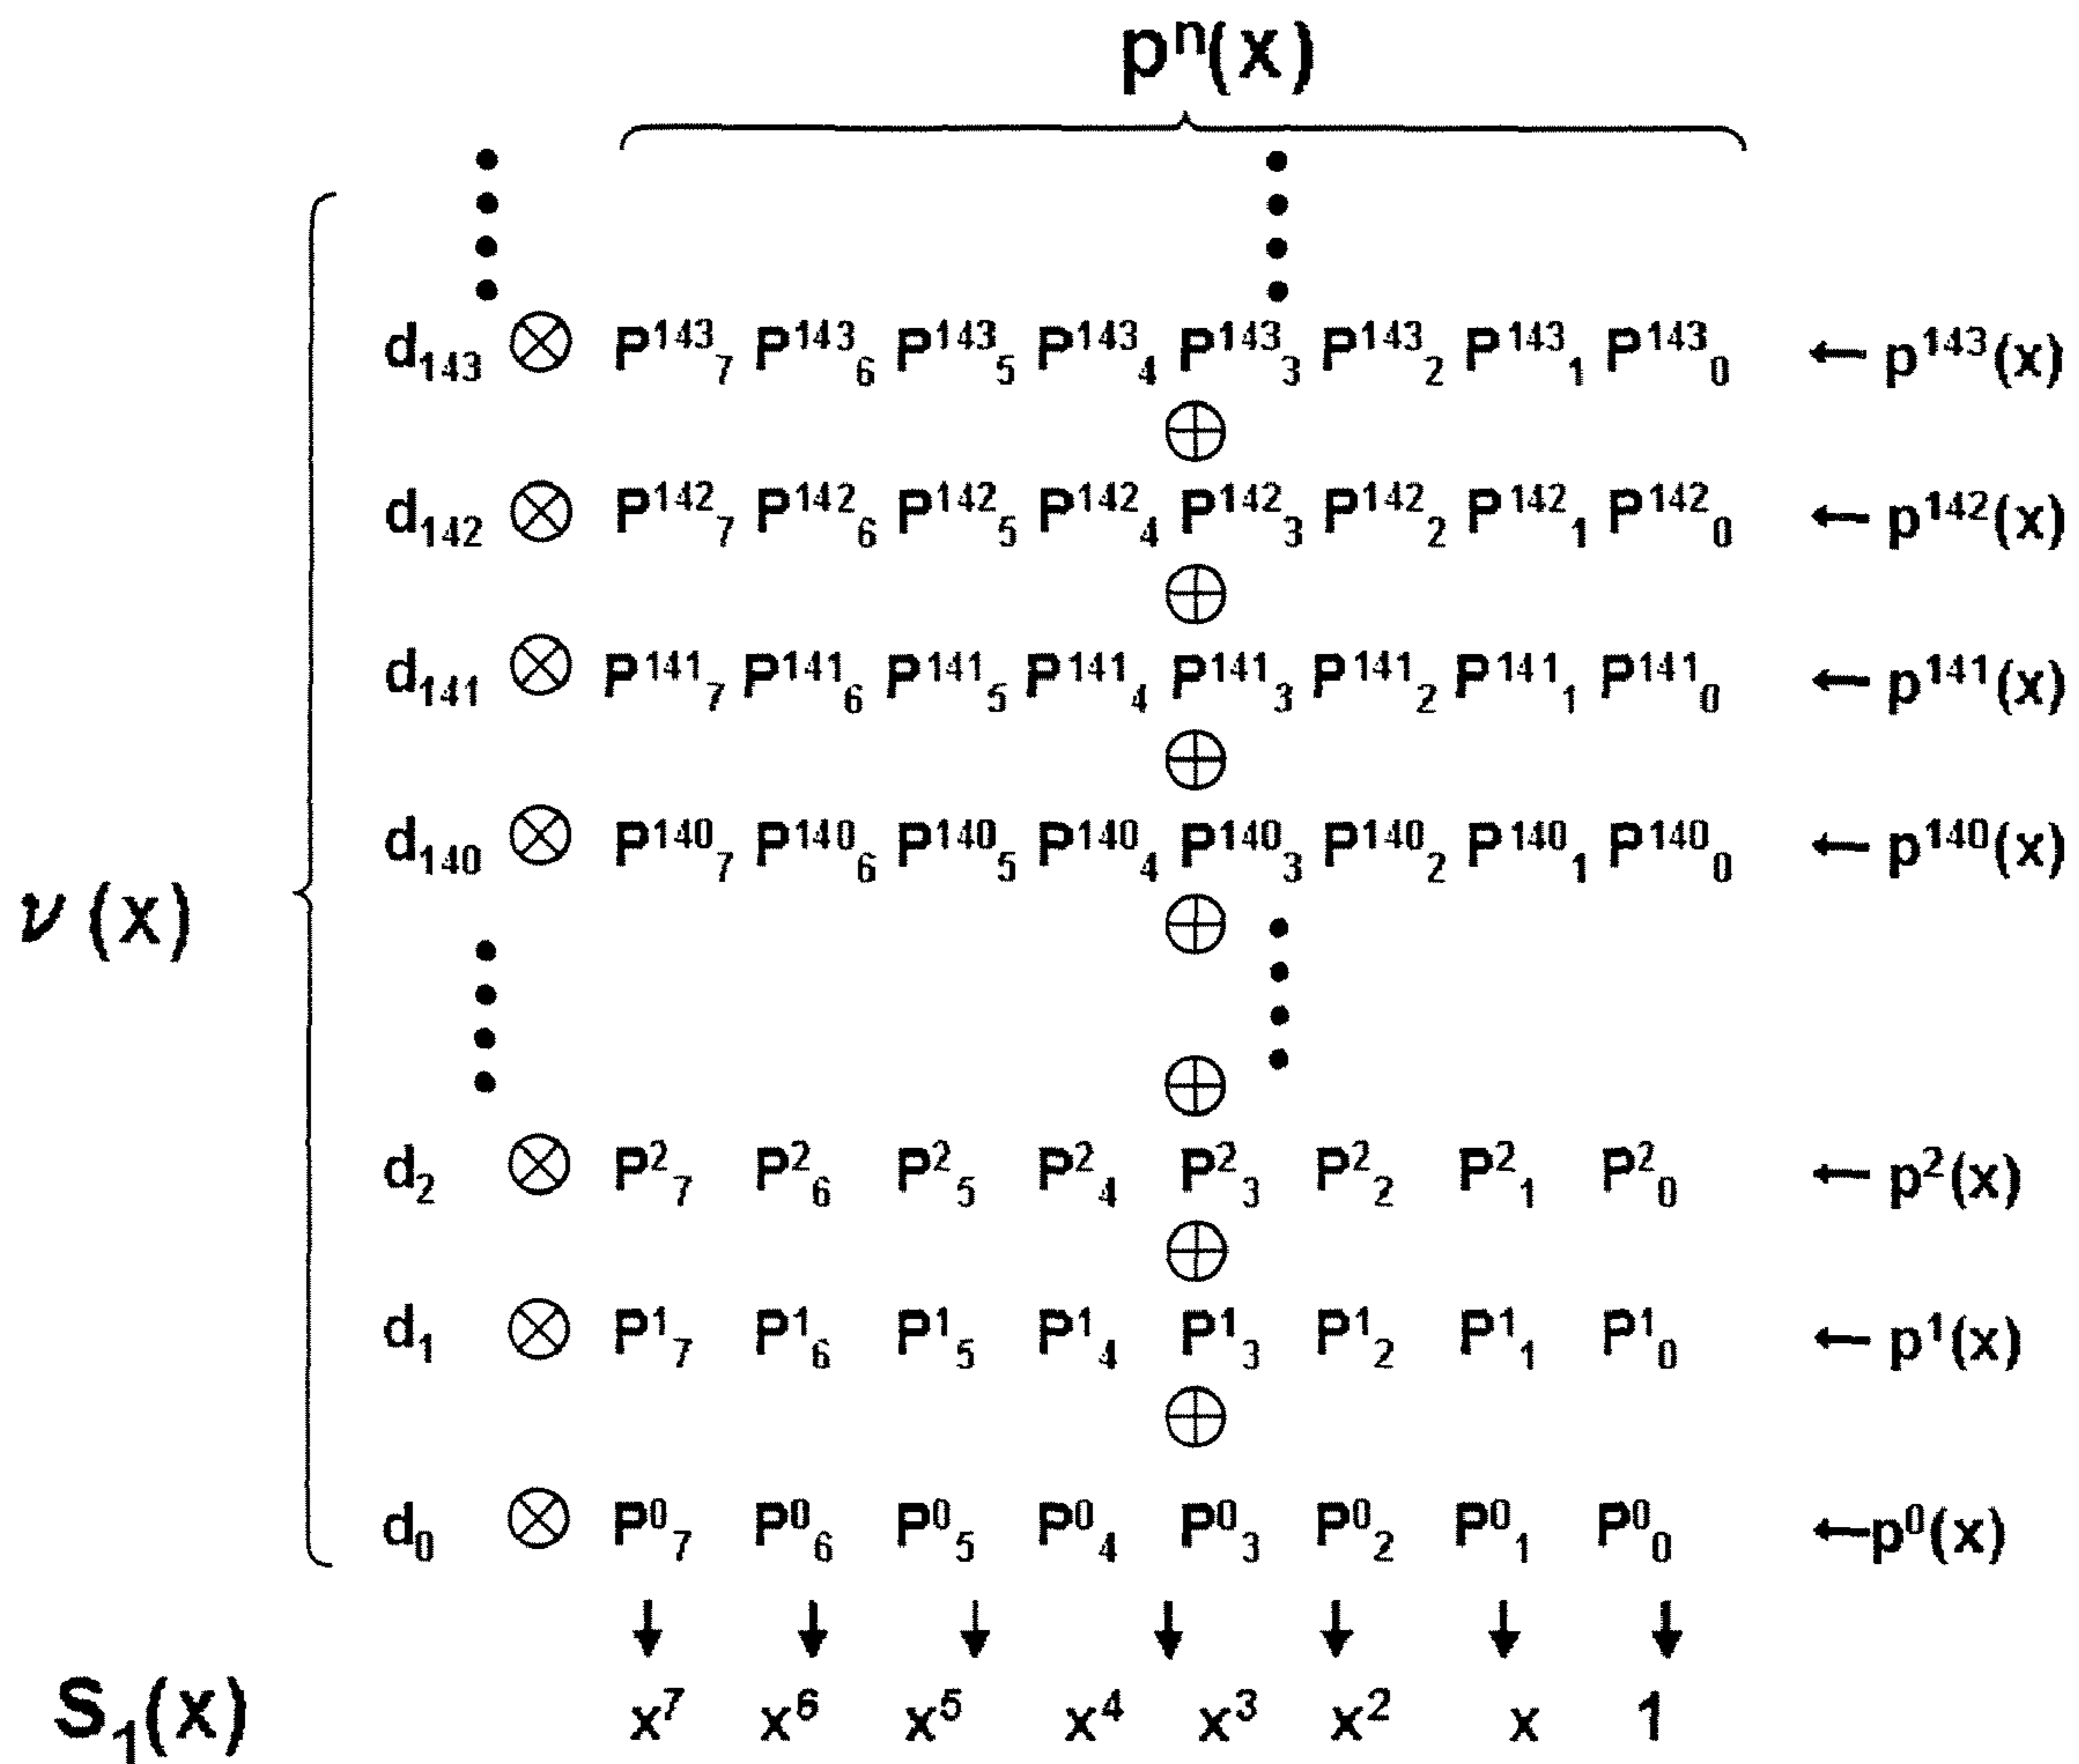 pⁿ(x)
d₁₄₃ ⊗ P¹⁴³₇ P¹⁴³₆ P¹⁴³₅ P¹⁴³₄ P¹⁴³₃ P¹⁴³₂ P¹⁴³₁ P¹⁴³₀ ← p¹⁴³(x)
⊕
d₁₄₂ ⊗ P¹⁴²₇ P¹⁴²₆ P¹⁴²₅ P¹⁴²₄ P¹⁴²₃ P¹⁴²₂ P¹⁴²₁ P¹⁴²₀ ← p¹⁴²(x)
⊕
d₁₄₁ ⊗ P¹⁴¹₇ P¹⁴¹₆ P¹⁴¹₅ P¹⁴¹₄ P¹⁴¹₃ P¹⁴¹₂ P¹⁴¹₁ P¹⁴¹₀ ← p¹⁴¹(x)
⊕
d₁₄₀ ⊗ P¹⁴⁰₇ P¹⁴⁰₆ P¹⁴⁰₅ P¹⁴⁰₄ P¹⁴⁰₃ P¹⁴⁰₂ P¹⁴⁰₁ P¹⁴⁰₀ ← p¹⁴⁰(x)
ν(x) ⊕
⊕
d₂ ⊗ P²₇ P²₆ P²₅ P²₄ P²₃ P²₂ P²₁ P²₀ ← p²(x)
⊕
d₁ ⊗ P¹₇ P¹₆ P¹₅ P¹₄ P¹₃ P¹₂ P¹₁ P¹₀ ← p¹(x)
⊕
d₀ ⊗ P⁰₇ P⁰₆ P⁰₅ P⁰₄ P⁰₃ P⁰₂ P⁰₁ P⁰₀ ← p⁰(x)
↓ ↓ ↓ ↓ ↓ ↓ ↓
S₁(x) x⁷ x⁶ x⁵ x⁴ x³ x² x 1